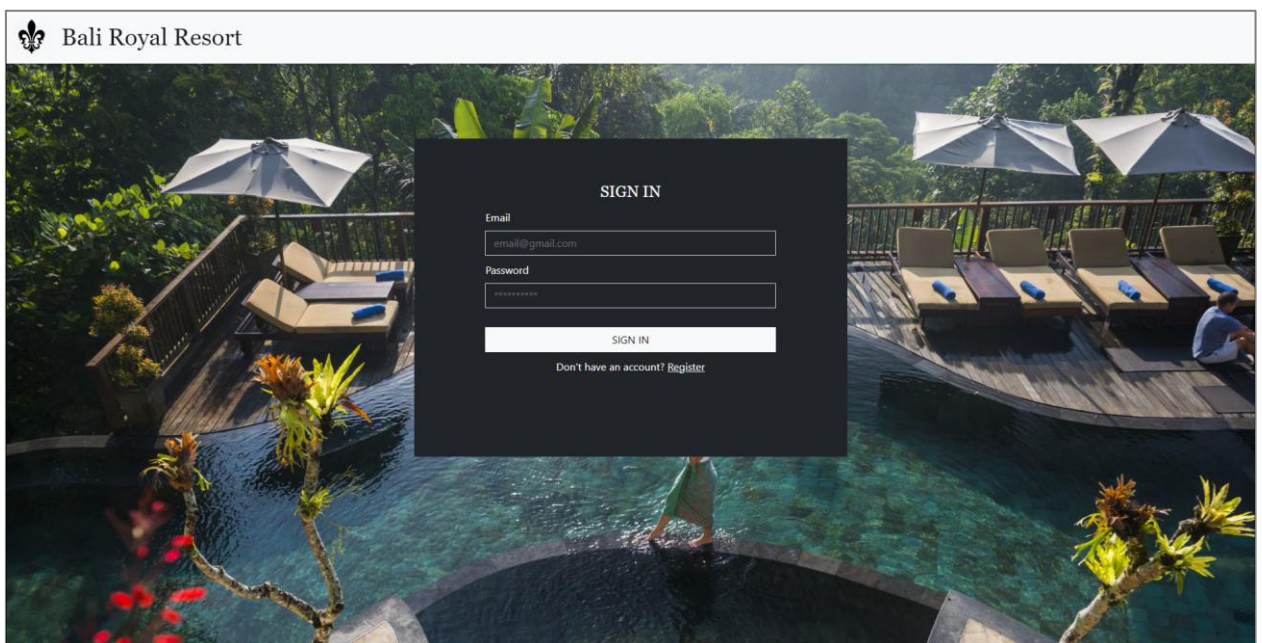 Bali Royal Resort
SIGN IN
Email
email@gmail.com
Password
**********
SIGN IN
Don't have an account? Register